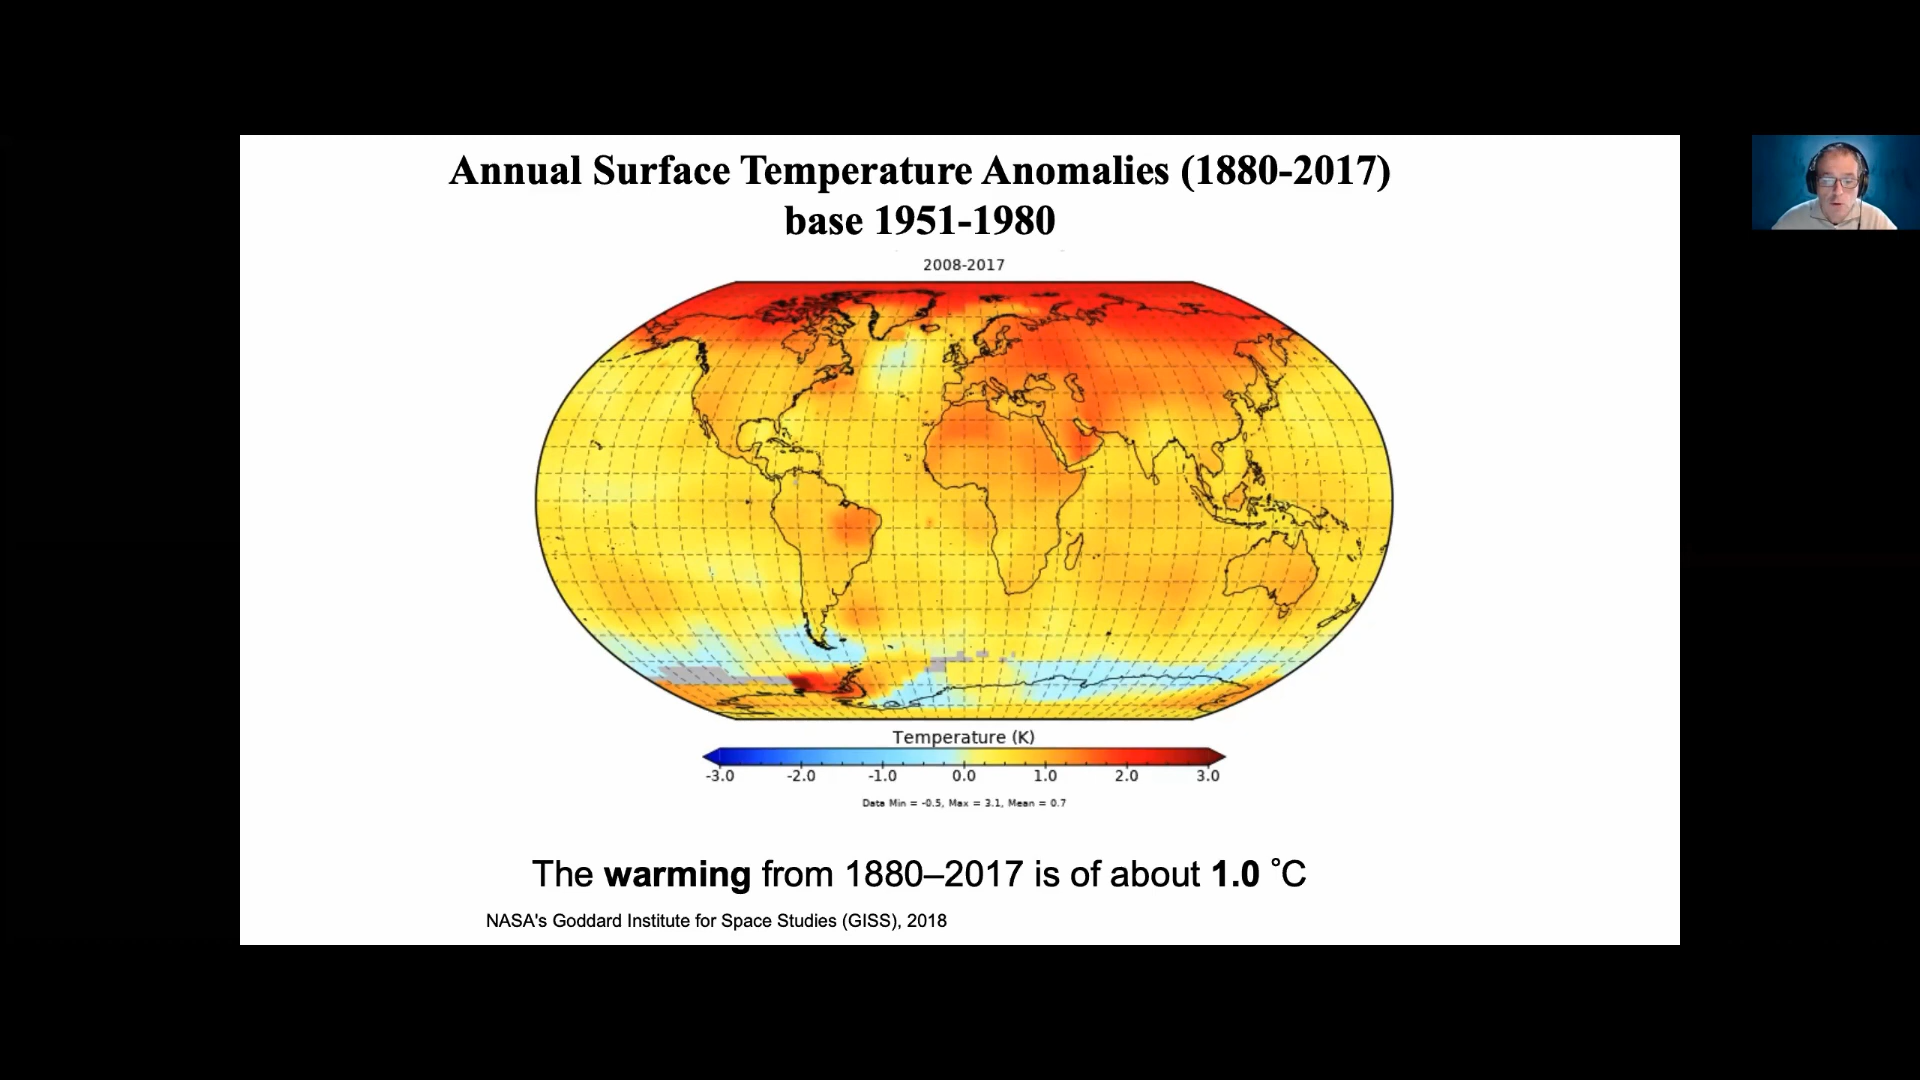 Annual Surface Temperature Anomalies (1880-2017)
base 1951-1980
2008-2017
Temperature (K)
-3.0 -2.0 -1.0 0.0 1.0 2.0 3.0
Data Min = -0.5, Max = 3.1, Mean = 0.7
The warming from 1880–2017 is of about 1.0 °C
NASA's Goddard Institute for Space Studies (GISS), 2018